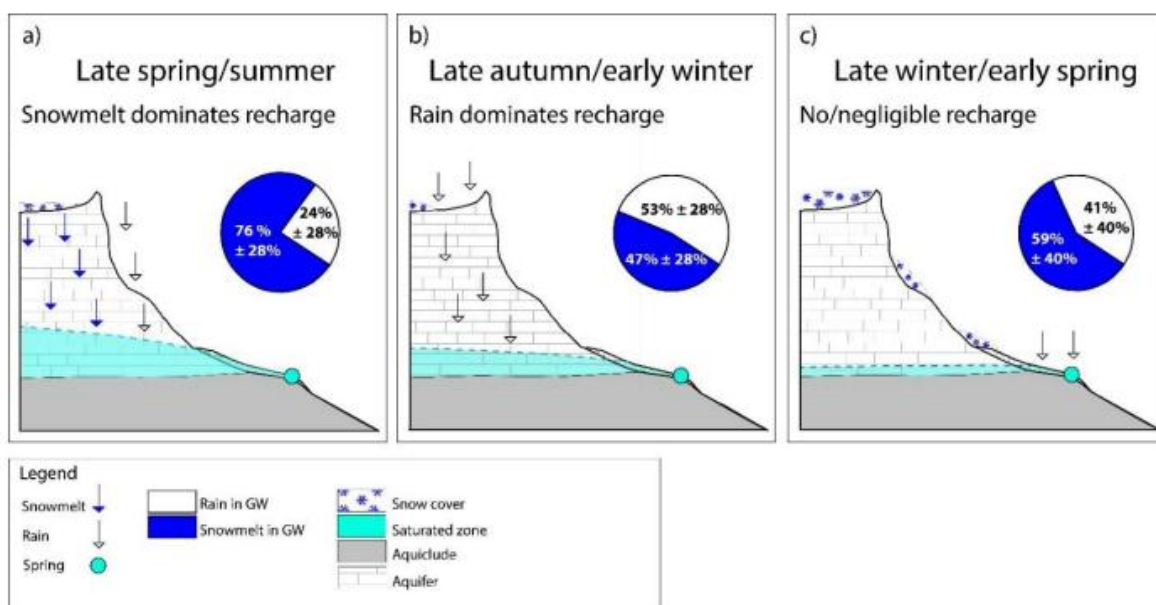 a)
Late spring/summer
Snowmelt dominates recharge
24%
± 28%
76 %
± 28%
b)
Late autumn/early winter
Rain dominates recharge
53% ± 28%
47% ± 28%
c)
Late winter/early spring
No/negligible recharge
41%
± 40%
59%
± 40%
Legend
Snowmelt
Rain
Spring
Rain in GW
Snowmelt in GW
Snow cover
Saturated zone
Aquiclude
Aquifer